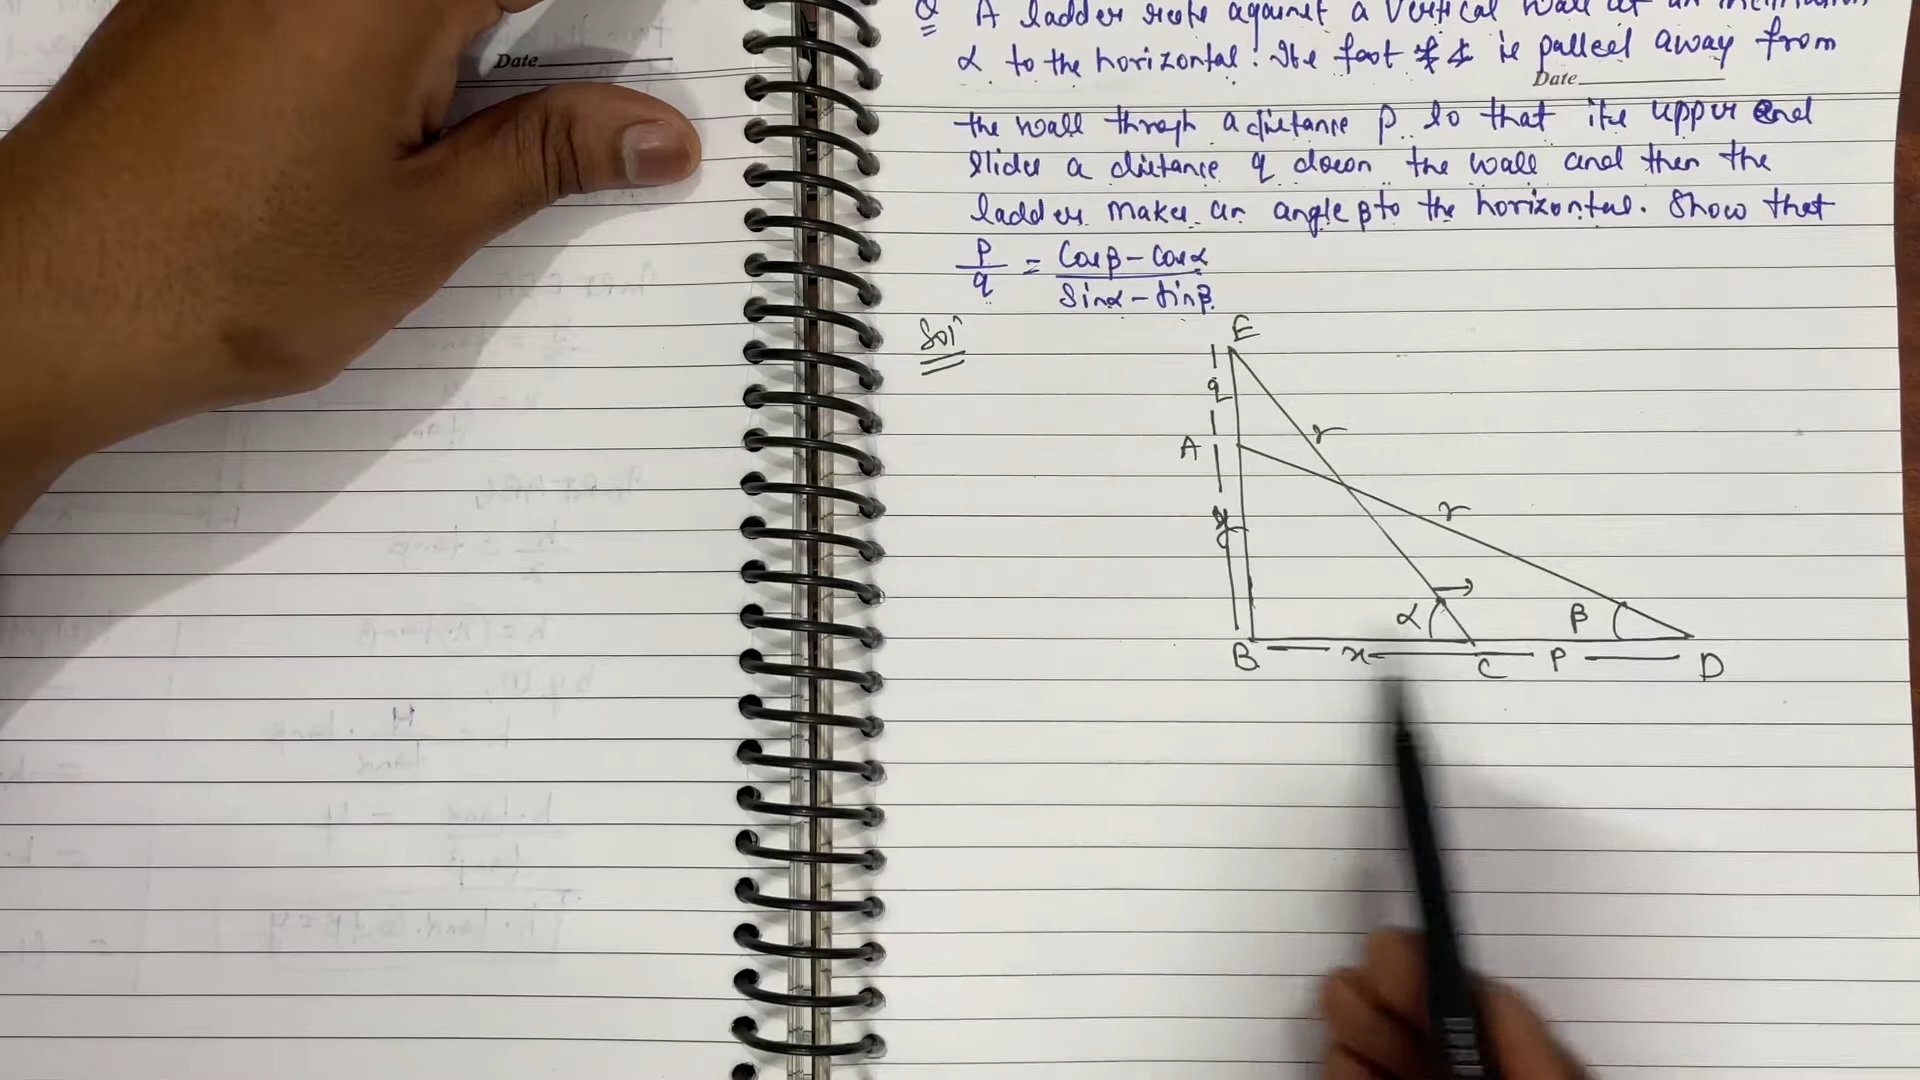 Date
Q A ladder rests against a vertical wall at an inclination
α to the horizontal. Its foot is pulled away from
Date
the wall through a distance p so that its upper end
slides a distance q down the wall and then the
ladder makes an angle β to the horizontal. Show that
p/q = Cosβ - Cosα / Sinα - Sinβ
Solⁿ
E
q
r
A
r
y
α
β
B x C P D